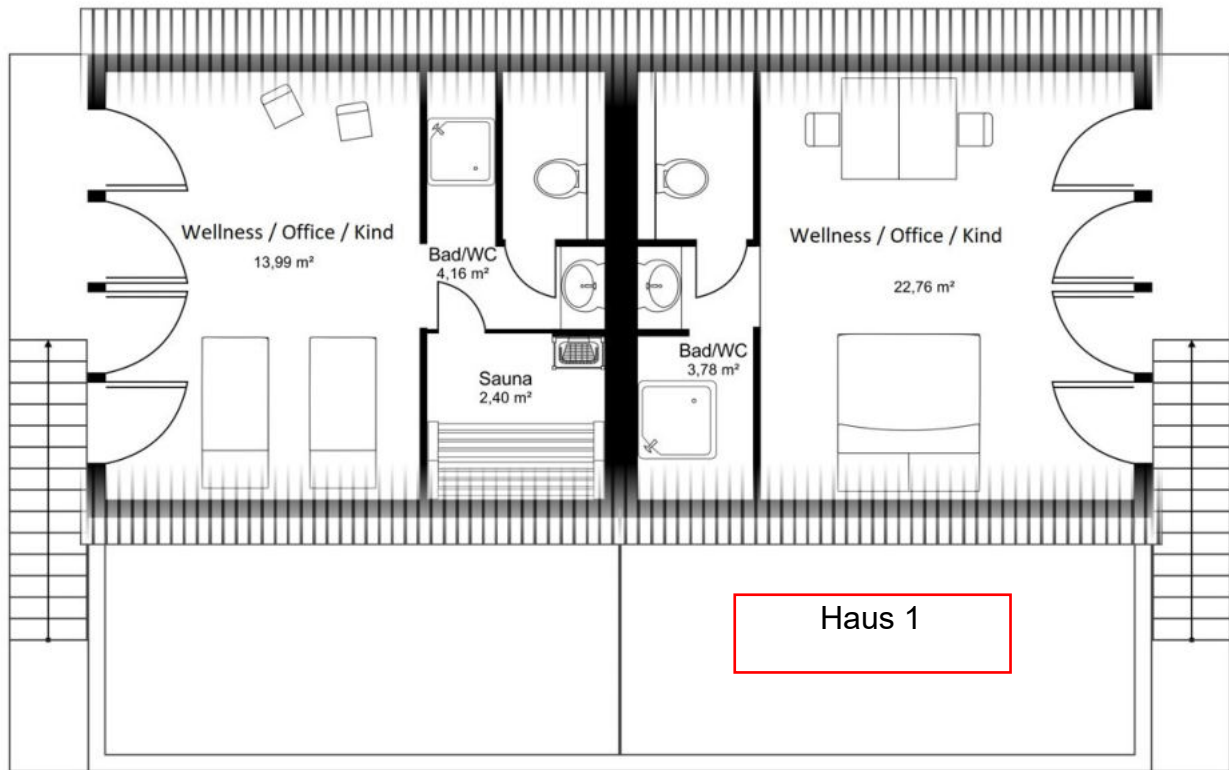 Wellness / Office / Kind
13,99 m²
Bad/WC
4,16 m²
Sauna
2,40 m²
Wellness / Office / Kind
22,76 m²
Bad/WC
3,78 m²
Haus 1